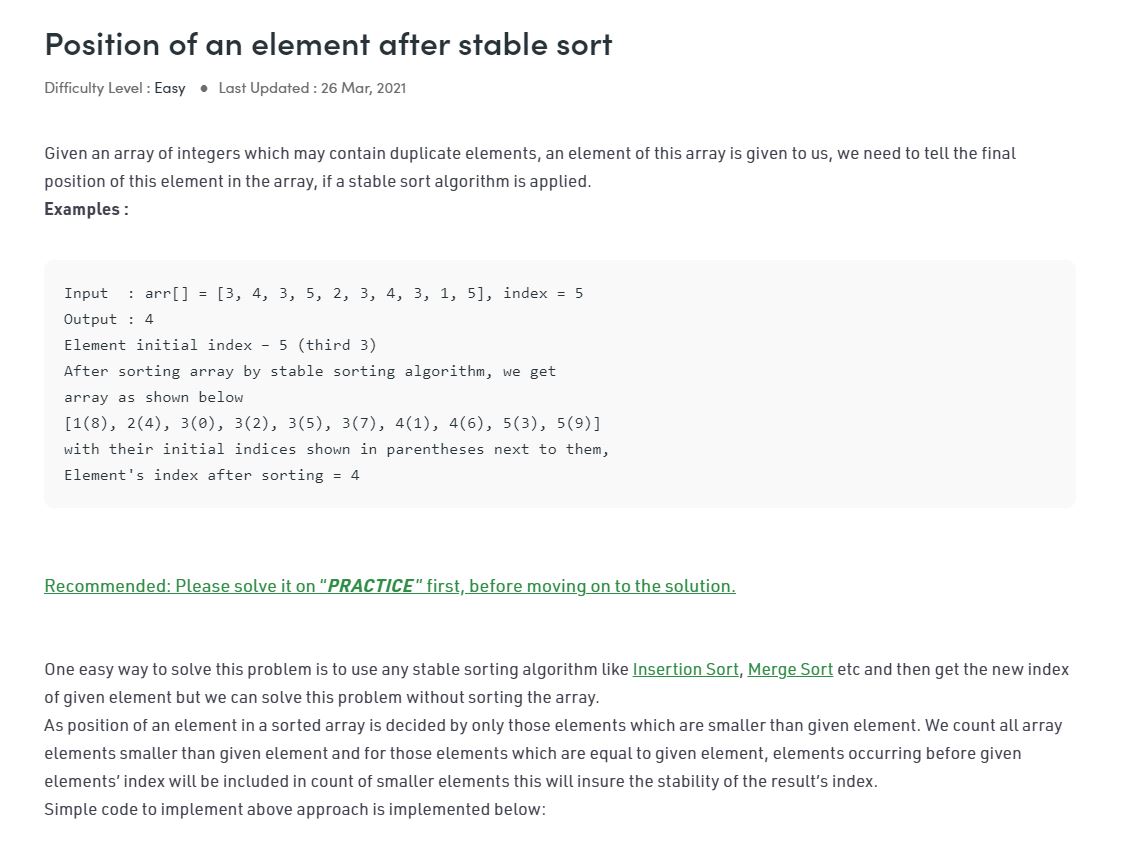 Position of an element after stable sort
Difficulty Level : Easy ● Last Updated : 26 Mar, 2021
Given an array of integers which may contain duplicate elements, an element of this array is given to us, we need to tell the final
position of this element in the array, if a stable sort algorithm is applied.
Examples :
Input  : arr[] = [3, 4, 3, 5, 2, 3, 4, 3, 1, 5], index = 5
Output : 4
Element initial index – 5 (third 3)
After sorting array by stable sorting algorithm, we get
array as shown below
[1(8), 2(4), 3(0), 3(2), 3(5), 3(7), 4(1), 4(6), 5(3), 5(9)]
with their initial indices shown in parentheses next to them,
Element's index after sorting = 4
Recommended: Please solve it on “PRACTICE” first, before moving on to the solution.
One easy way to solve this problem is to use any stable sorting algorithm like Insertion Sort, Merge Sort etc and then get the new index
of given element but we can solve this problem without sorting the array.
As position of an element in a sorted array is decided by only those elements which are smaller than given element. We count all array
elements smaller than given element and for those elements which are equal to given element, elements occurring before given
elements’ index will be included in count of smaller elements this will insure the stability of the result’s index.
Simple code to implement above approach is implemented below: